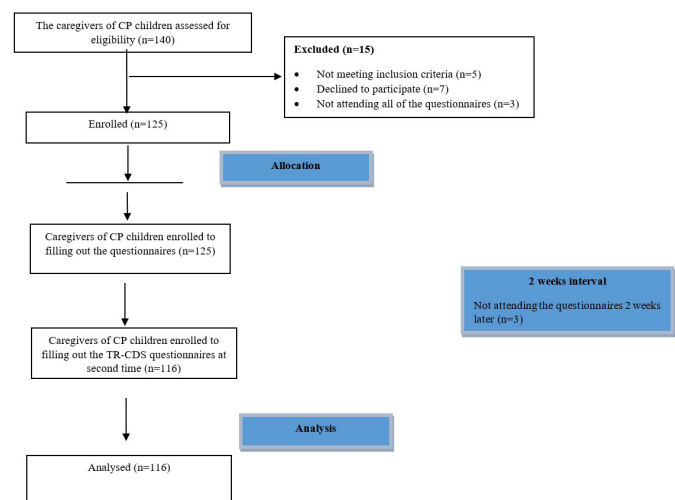 The caregivers of CP children assessed for
eligibility (n=140)
Excluded (n=15)
• Not meeting inclusion criteria (n=5)
• Declined to participate (n=7)
• Not attending all of the questionnaires (n=3)
Enrolled (n=125)
Allocation
Caregivers of CP children enrolled to
filling out the questionnaires (n=125)
2 weeks interval
Not attending the questionnaires 2 weeks
later (n=3)
Caregivers of CP children enrolled to
filling out the TR-CDS questionnaires at
second time (n=116)
Analysis
Analysed (n=116)